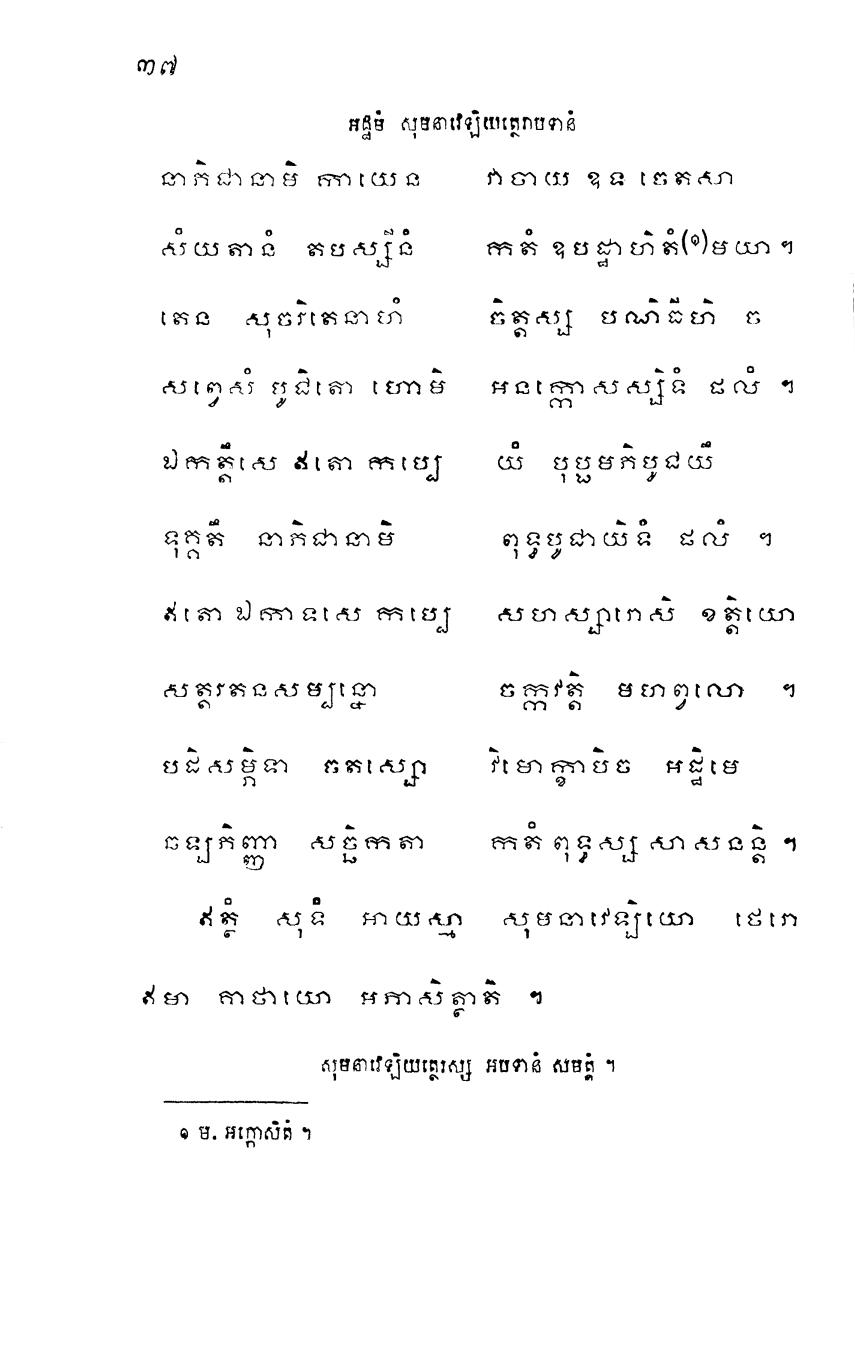 ៣៧
អដ្ឋមំ សុមនាវេឡិយត្ថេរាបទានំ
នាភិជានាមិ កាយេន វាចាយ ឧទ ចេតសា
សំយតានំ តបស្សីនំ កតំ ឧបដ្ឋាហិតំ(១)មយា ។
តេន សុចរិតេនាហំ ចិត្តស្ស បណិធីហិ ច
សព្វេសំ បូជិតោ ហោមិ អនក្កោសស្សិទំ ផលំ ។
ឯកត្តឹសេ ឥតោ កប្បេ យំ បុប្ផមភិបូជយឹ
ទុគ្គតឹ នាភិជានាមិ ពុទ្ធបូជាយិទំ ផលំ ។
ឥតោ ឯកាទសេ កប្បេ សហស្សារោសិ ខត្តិយោ
សត្តរតនសម្បន្នោ ចក្កវត្តិ មហព្វលោ ។
បដិសម្ភិទា ចតស្សោ វិមោក្ខាបិច អដ្ឋិមេ
ឆឡភិញ្ញា សច្ឆិកតា កតំ ពុទ្ធស្ស សាសនន្តិ ។
ឥត្ថំ សុទំ អាយស្មា សុមនាវេឡិយោ ថេរោ
ឥមា គាថាយោ អភាសិត្ថាតិ ។
សុមនាវេឡិយត្ថេរស្ស អបទានំ សមត្តំ ។
១ ម. អក្កោសិតំ ។